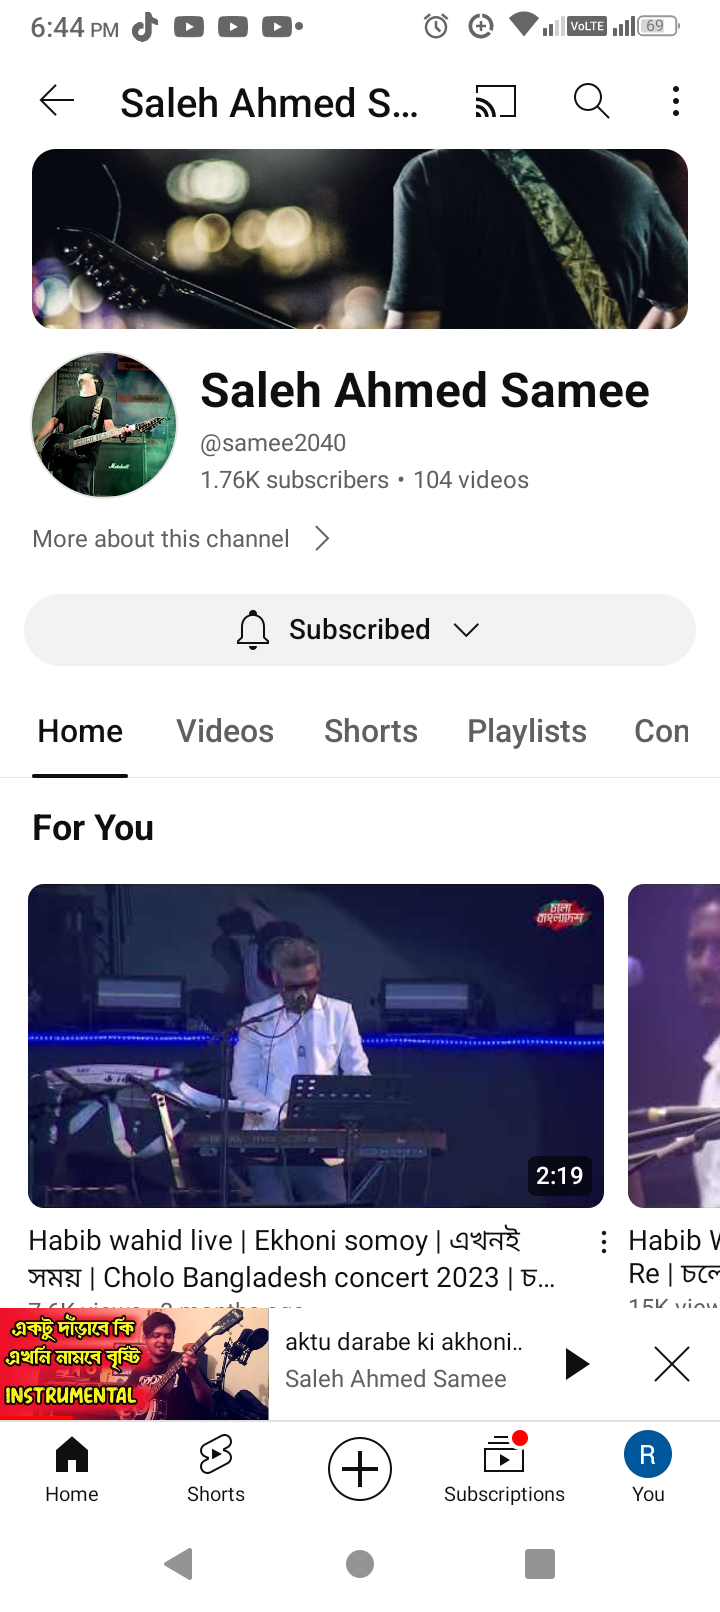 6:44 PM
VoLTE
69
Saleh Ahmed S...
Saleh Ahmed Samee
@samee2040
1.76K subscribers • 104 videos
More about this channel
Subscribed
Home Videos Shorts Playlists Con
For You
চলো
বাংলাদেশ
2:19
Habib wahid live | Ekhoni somoy | এখনই
সময় | Cholo Bangladesh concert 2023 | চ...
Habib W
Re | চলে
15K view
একটু দাঁড়াবে কি
এখনি নামবে বৃষ্টি
INSTRUMENTAL
aktu darabe ki akhoni..
Saleh Ahmed Samee
Home
Shorts
Subscriptions
R
You